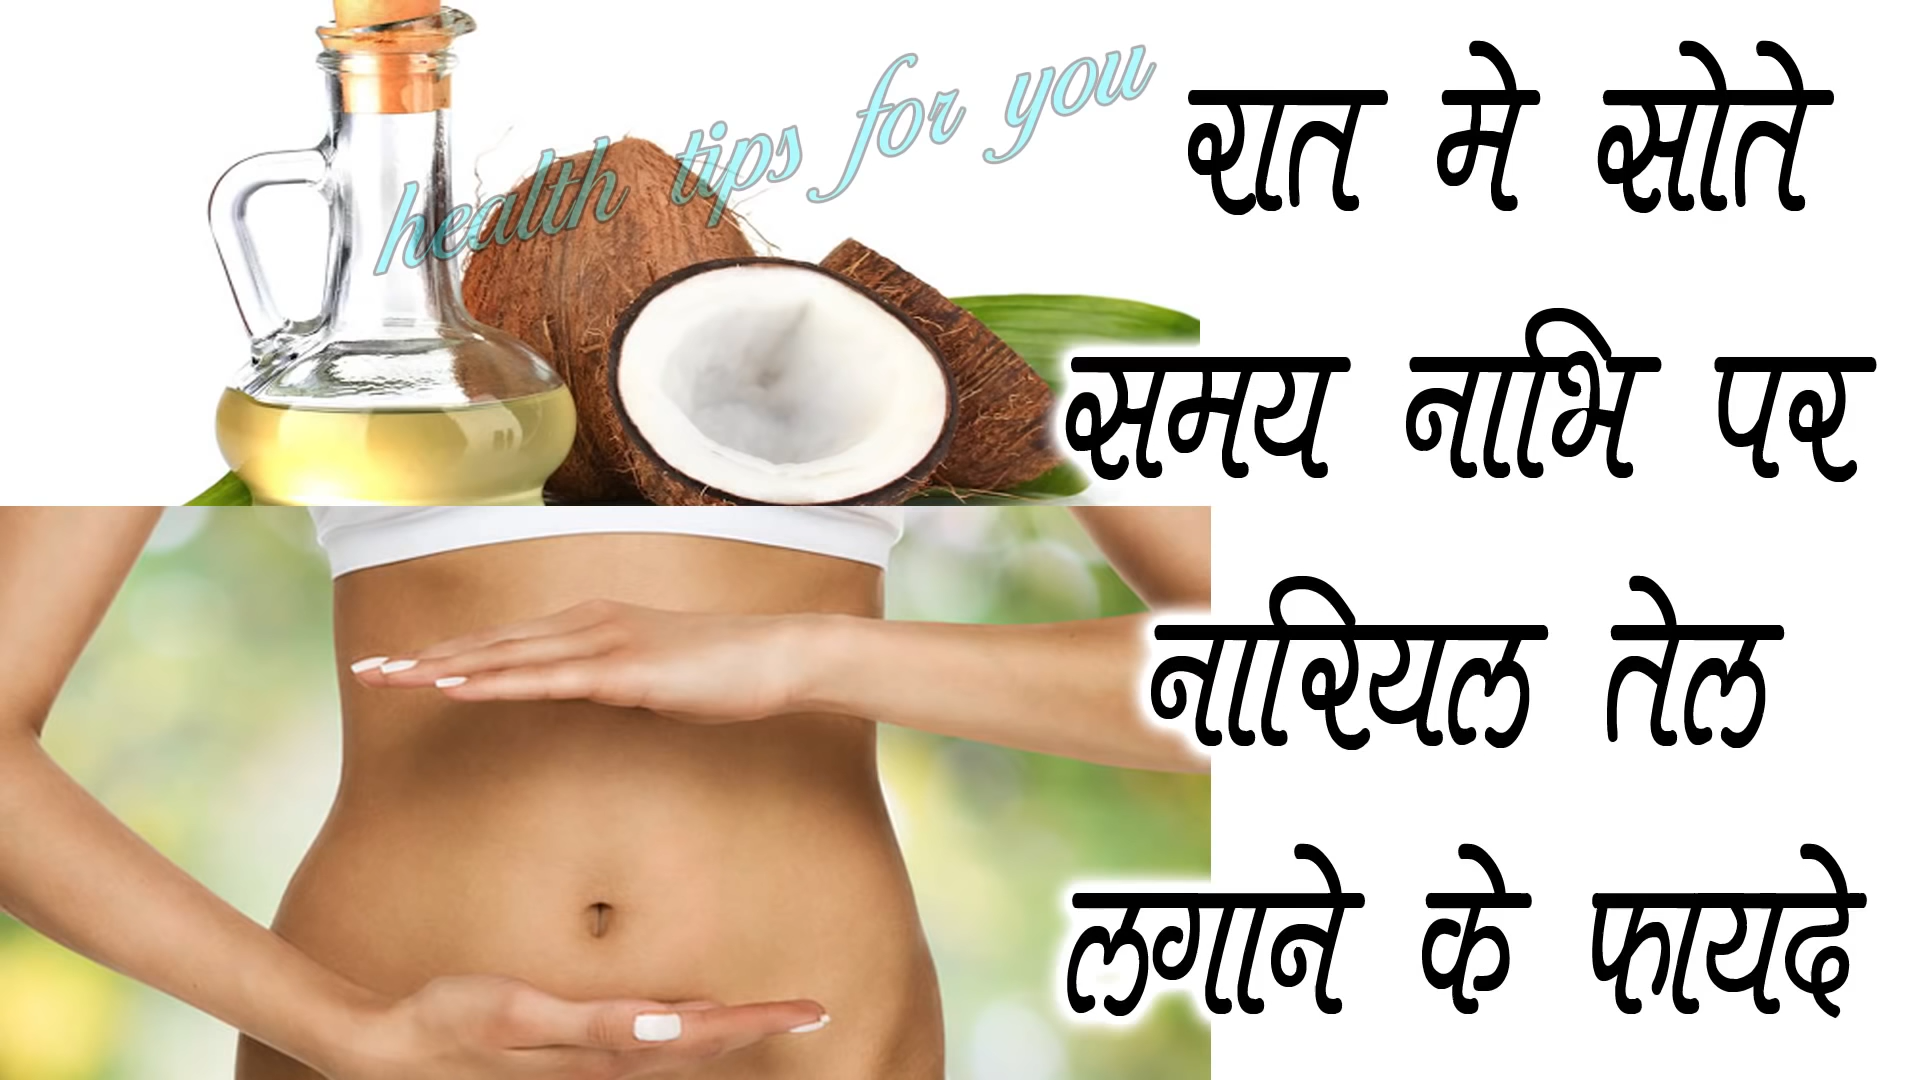 health tips for you
रात मे सोते
समय नाभि पर
नारियल तेल
लगाने के फायदे